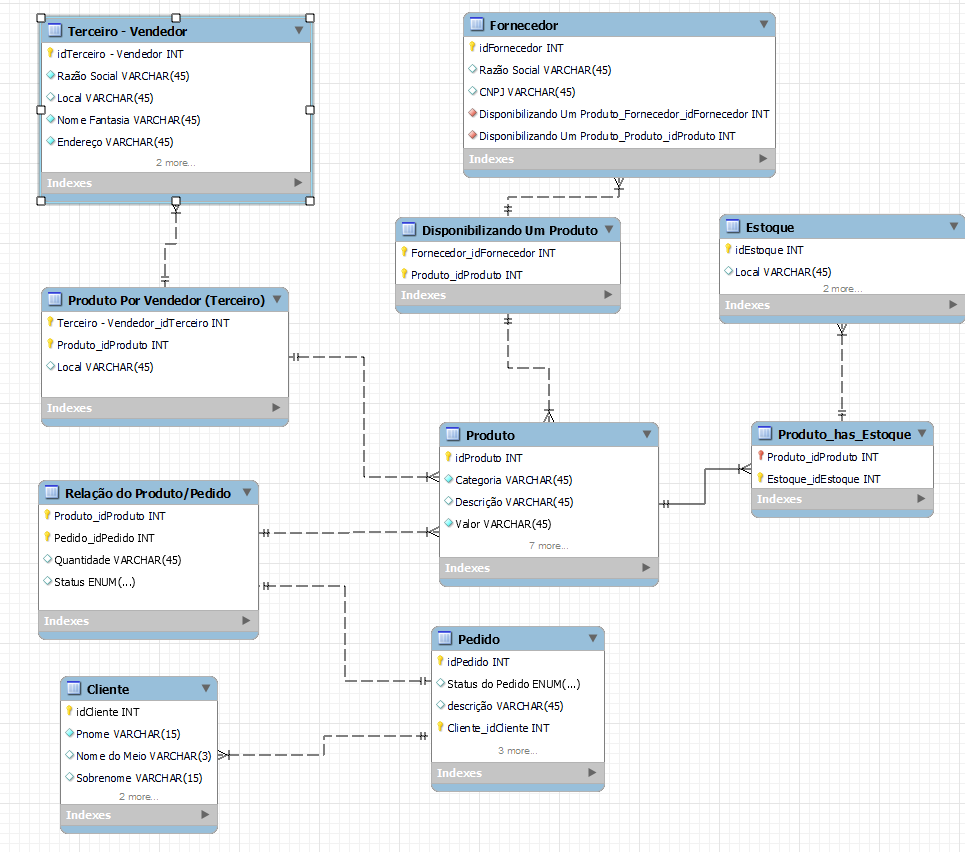 Terceiro - Vendedor
idTerceiro - Vendedor INT
Razão Social VARCHAR(45)
Local VARCHAR(45)
Nome Fantasia VARCHAR(45)
Endereço VARCHAR(45)
2 more...
Indexes
Fornecedor
idFornecedor INT
Razão Social VARCHAR(45)
CNPJ VARCHAR(45)
Disponibilizando Um Produto_Fornecedor_idFornecedor INT
Disponibilizando Um Produto_Produto_idProduto INT
Indexes
Disponibilizando Um Produto
Fornecedor_idFornecedor INT
Produto_idProduto INT
Indexes
Estoque
idEstoque INT
Local VARCHAR(45)
2 more...
Indexes
Produto Por Vendedor (Terceiro)
Terceiro - Vendedor_idTerceiro INT
Produto_idProduto INT
Local VARCHAR(45)
Indexes
Produto
idProduto INT
Categoria VARCHAR(45)
Descrição VARCHAR(45)
Valor VARCHAR(45)
7 more...
Indexes
Produto_has_Estoque
Produto_idProduto INT
Estoque_idEstoque INT
Indexes
Relação do Produto/Pedido
Produto_idProduto INT
Pedido_idPedido INT
Quantidade VARCHAR(45)
Status ENUM(...)
Indexes
Pedido
idPedido INT
Status do Pedido ENUM(...)
descrição VARCHAR(45)
Cliente_idCliente INT
3 more...
Indexes
Cliente
idCliente INT
Pnome VARCHAR(15)
Nome do Meio VARCHAR(3)
Sobrenome VARCHAR(15)
2 more...
Indexes